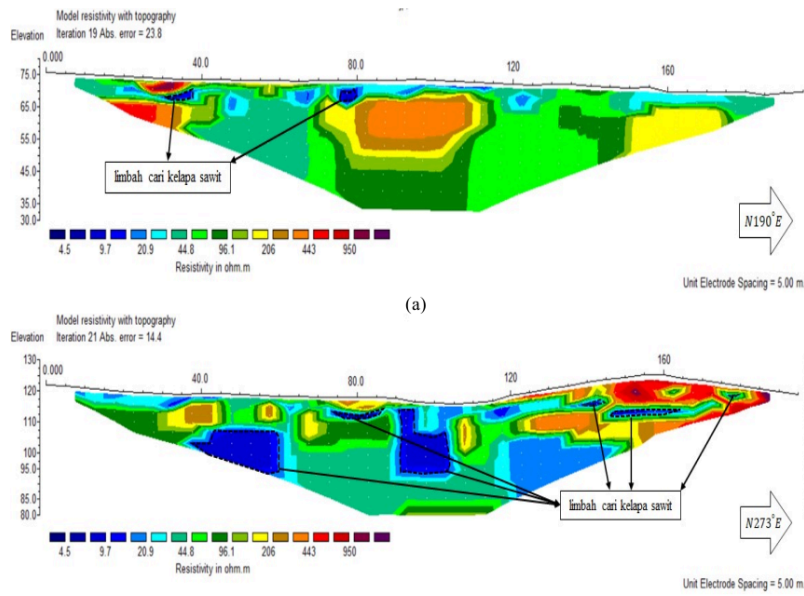 Model resistivity with topography
Elevation Iteration 19 Abs. error = 23.8
0.000 40.0 80.0 120 160
75.0
65.0
55.0
45.0
35.0
30.0
limbah cari kelapa sawit
N190°E
4.5 9.7 20.9 44.8 96.1 206 443 950
Resistivity in ohm.m
Unit Electrode Spacing = 5.00 m.
(a)
Model resistivity with topography
Elevation Iteration 21 Abs. error = 14.4
130
0.000 40.0 80.0 120 160
120
110
100
95.0
85.0
80.0
limbah cari kelapa sawit
N273°E
4.5 9.7 20.9 44.8 96.1 206 443 950
Resistivity in ohm.m
Unit Electrode Spacing = 5.00 m.